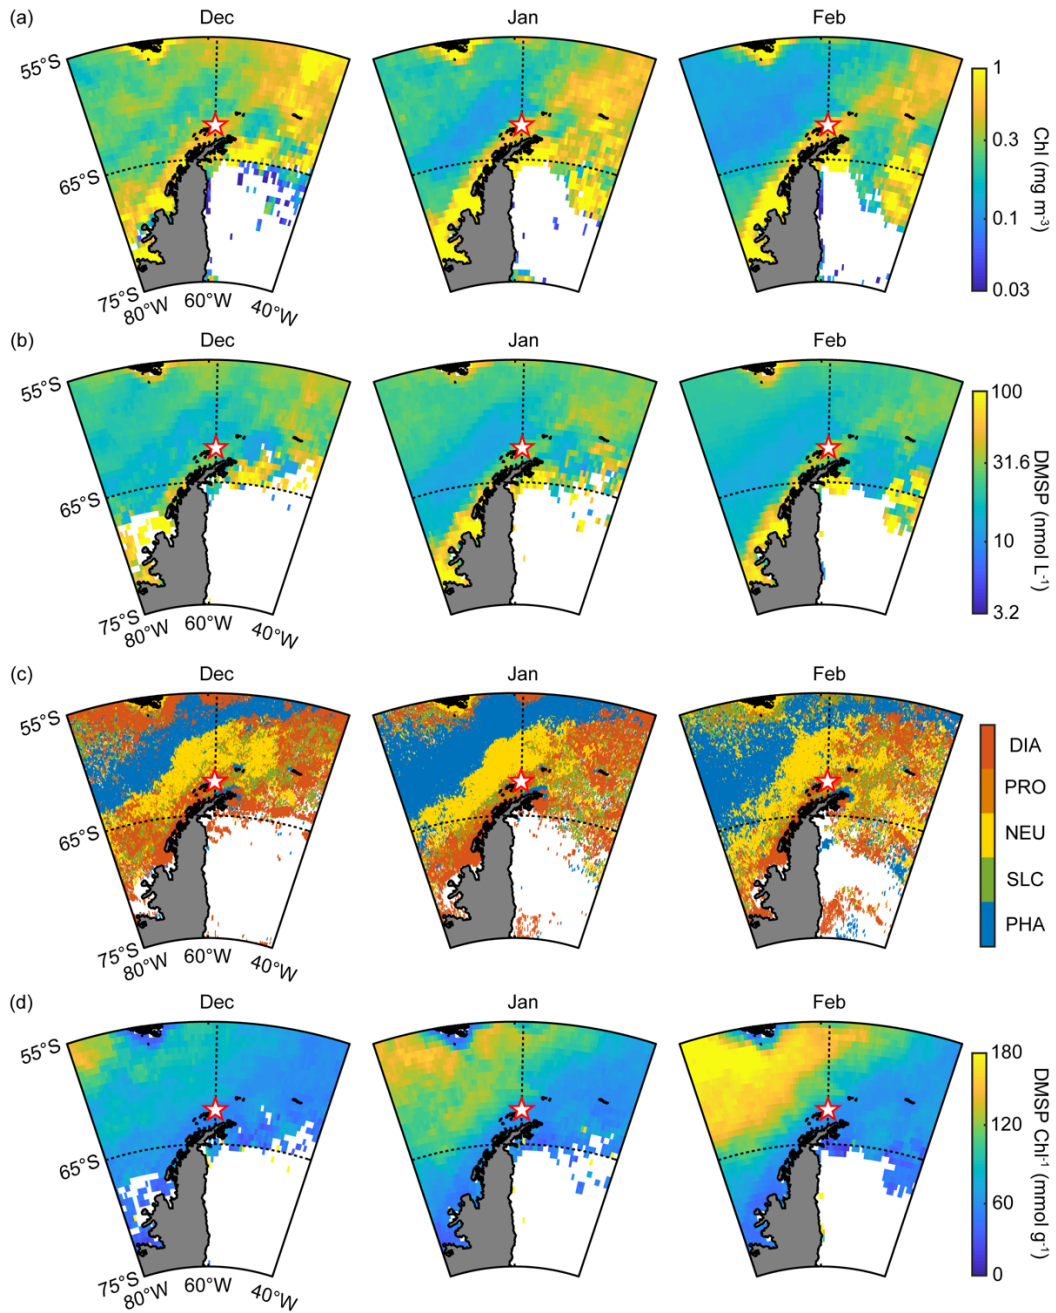 (a)
Dec
Jan
Feb
55°S
65°S
75°S
80°W
60°W
40°W
1
0.3
0.1
0.03
Chl (mg m⁻³)
(b)
Dec
Jan
Feb
55°S
65°S
75°S
80°W
60°W
40°W
100
31.6
10
3.2
DMSP (nmol L⁻¹)
(c)
Dec
Jan
Feb
55°S
65°S
75°S
80°W
60°W
40°W
DIA
PRO
NEU
SLC
PHA
(d)
Dec
Jan
Feb
55°S
65°S
75°S
80°W
60°W
40°W
180
120
60
0
DMSP Chl⁻¹ (mmol g⁻¹)